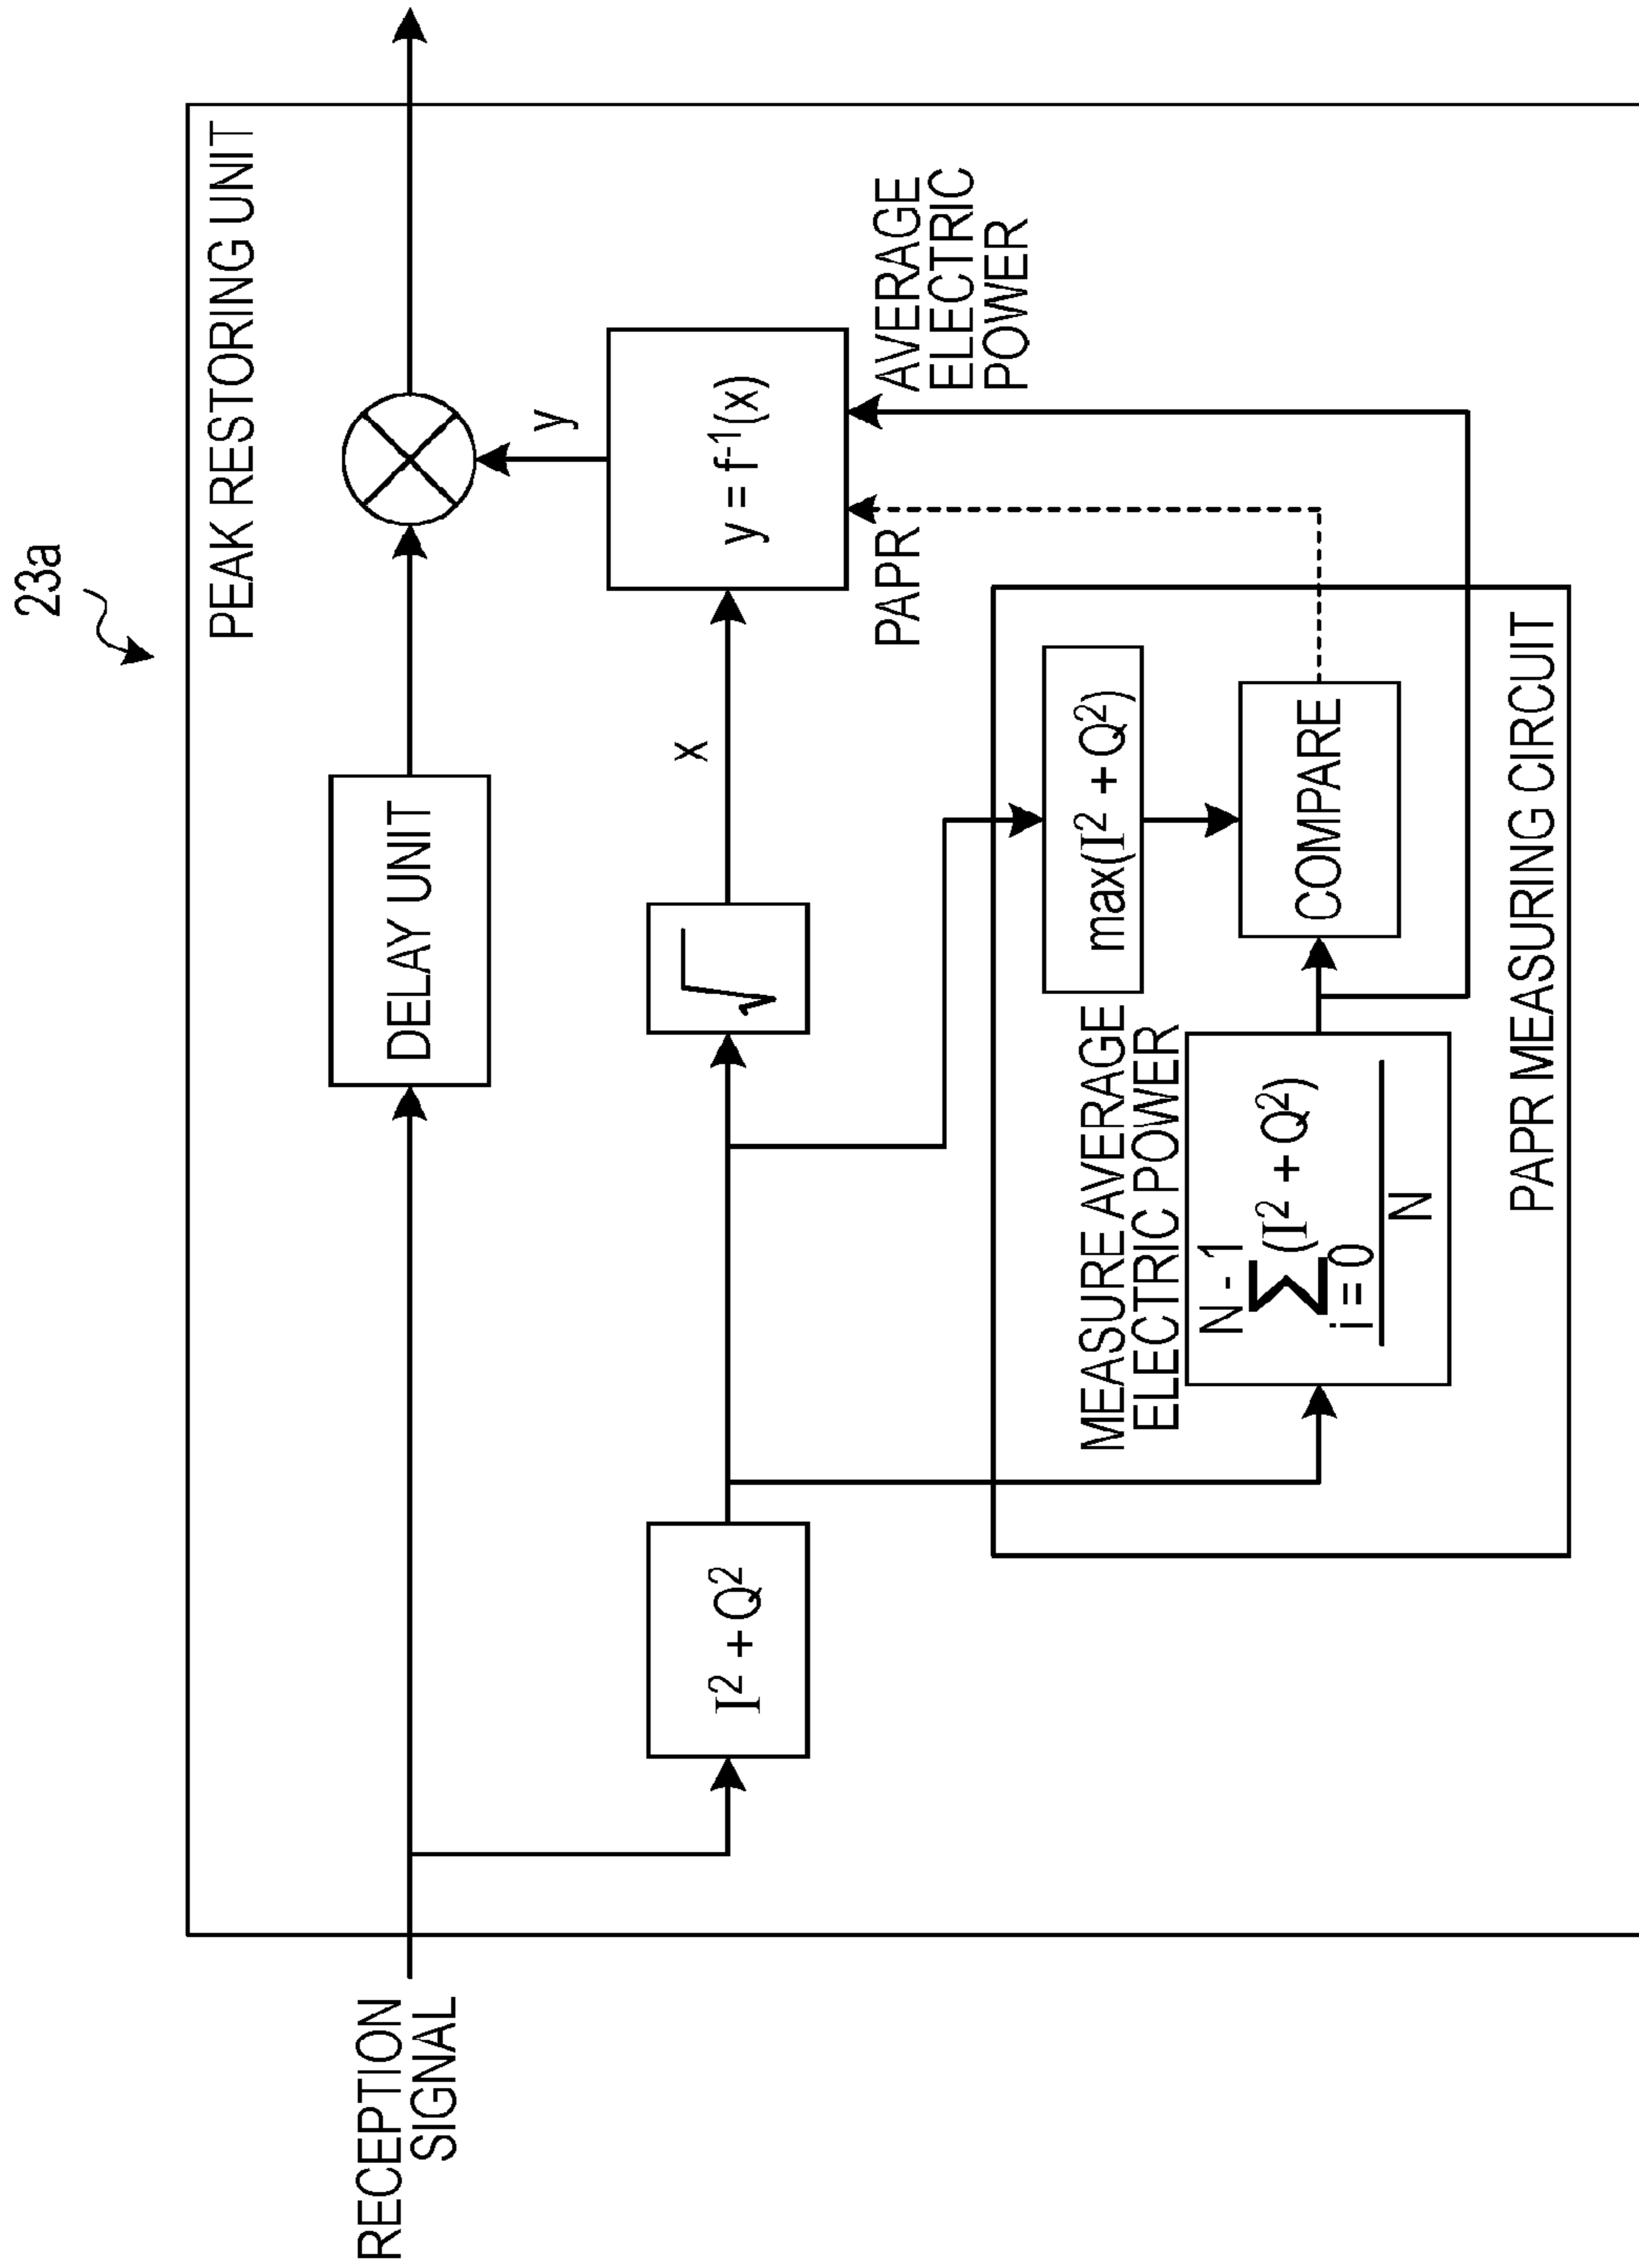 23a
PEAK RESTORING UNIT
RECEPTION
SIGNAL
DELAY UNIT
y
I² + Q²
√
x
y = f⁻¹(x)
PAPR
AVERAGE
ELECTRIC
POWER
max(I² + Q²)
MEASURE AVERAGE
ELECTRIC POWER
N - 1
Σ (I² + Q²)
i = 0
N
COMPARE
PAPR MEASURING CIRCUIT